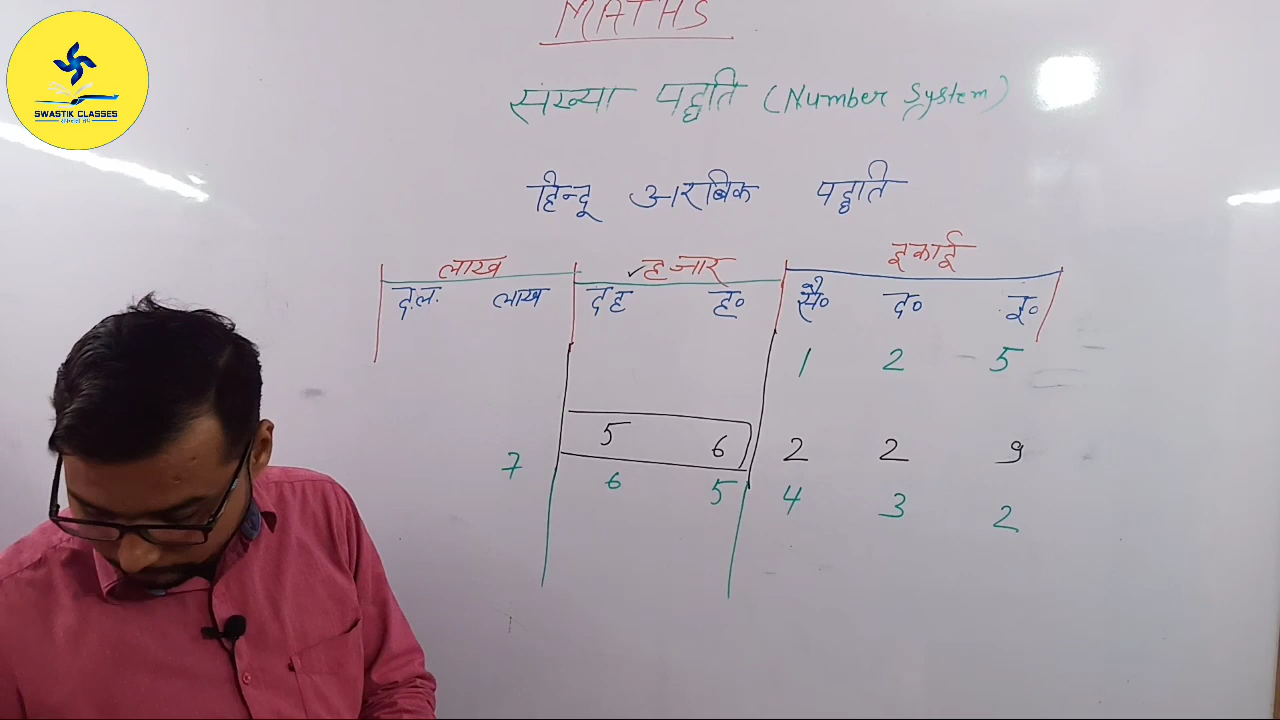 MATHS
SWASTIK CLASSES
संख्या पद्धति (Number System)
हिन्दू अरबिक पद्धति
लाख हजार इकाई
द.ल. लाख द ह ह० सै० द० इ०
1 2 5
5 6 2 2 9
7 6 5 4 3 2